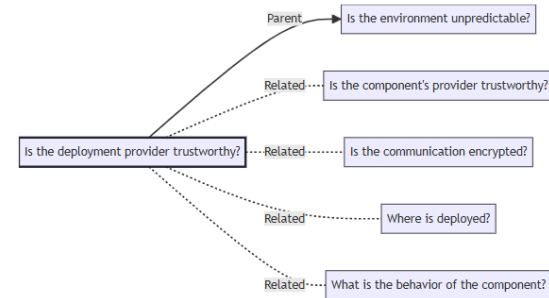 Parent
Is the environment unpredictable?
Related
Is the component's provider trustworthy?
Is the deployment provider trustworthy?
Related
Is the communication encrypted?
Related
Where is deployed?
Related
What is the behavior of the component?